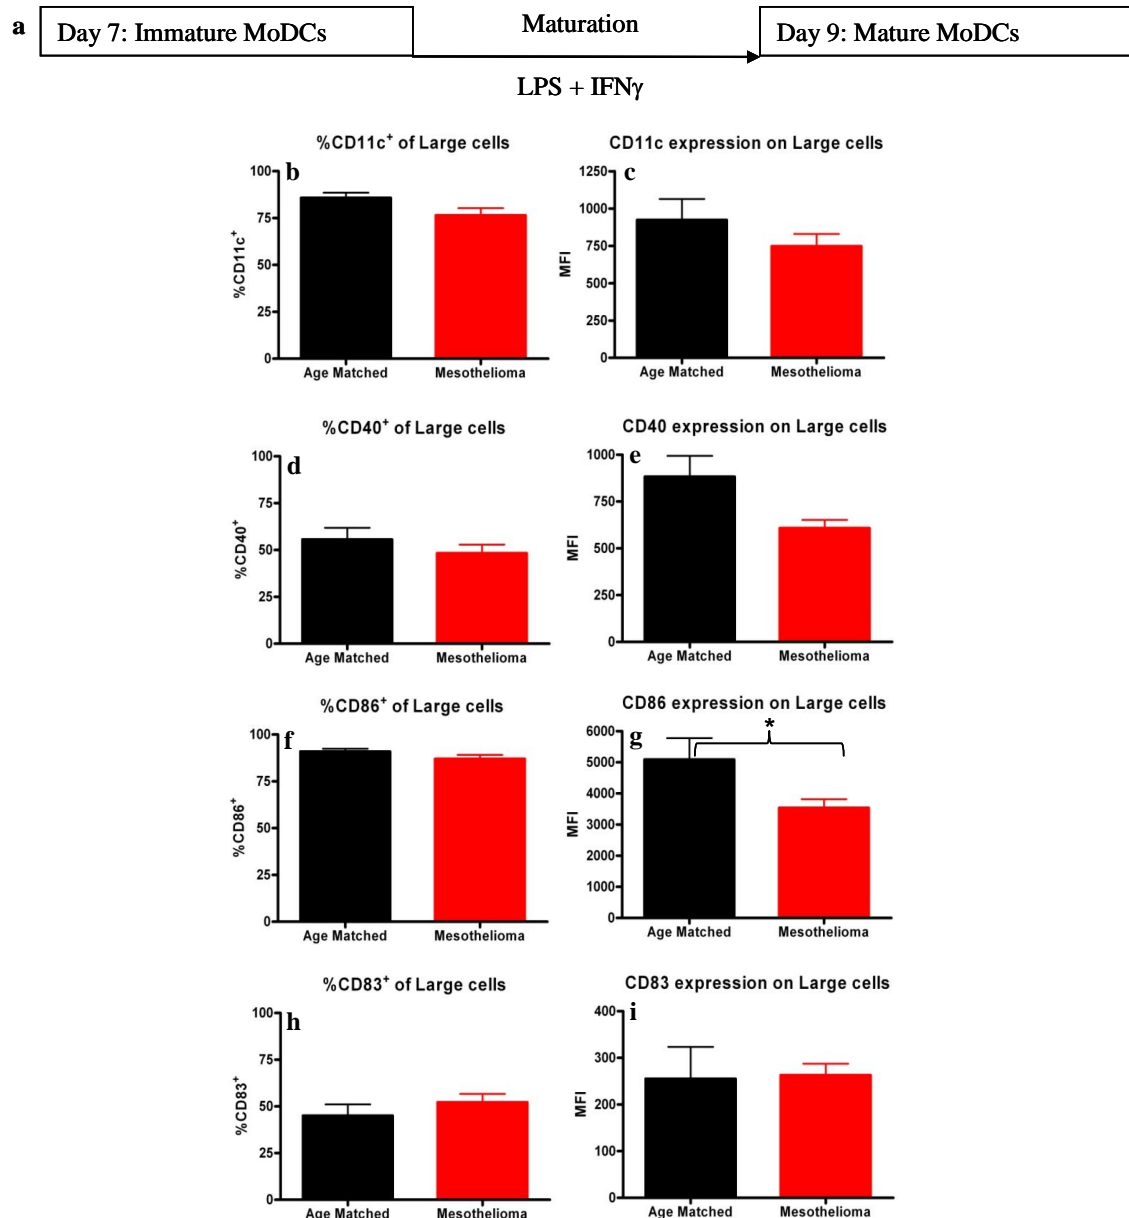 a
Day 7: Immature MoDCs
Maturation
Day 9: Mature MoDCs
LPS + IFNγ
%CD11c⁺ of Large cells
b
%CD11c⁺
100
75
50
25
0
Age Matched
Mesothelioma
CD11c expression on Large cells
c
MFI
1250
1000
750
500
250
0
Age Matched
Mesothelioma
%CD40⁺ of Large cells
d
%CD40⁺
100
75
50
25
0
Age Matched
Mesothelioma
CD40 expression on Large cells
e
MFI
1000
750
500
250
0
Age Matched
Mesothelioma
%CD86⁺ of Large cells
f
%CD86⁺
100
75
50
25
0
Age Matched
Mesothelioma
CD86 expression on Large cells
*
g
MFI
6000
5000
4000
3000
2000
1000
0
Age Matched
Mesothelioma
%CD83⁺ of Large cells
h
%CD83⁺
100
75
50
25
0
Age Matched
Mesothelioma
CD83 expression on Large cells
i
MFI
400
300
200
100
0
Age Matched
Mesothelioma